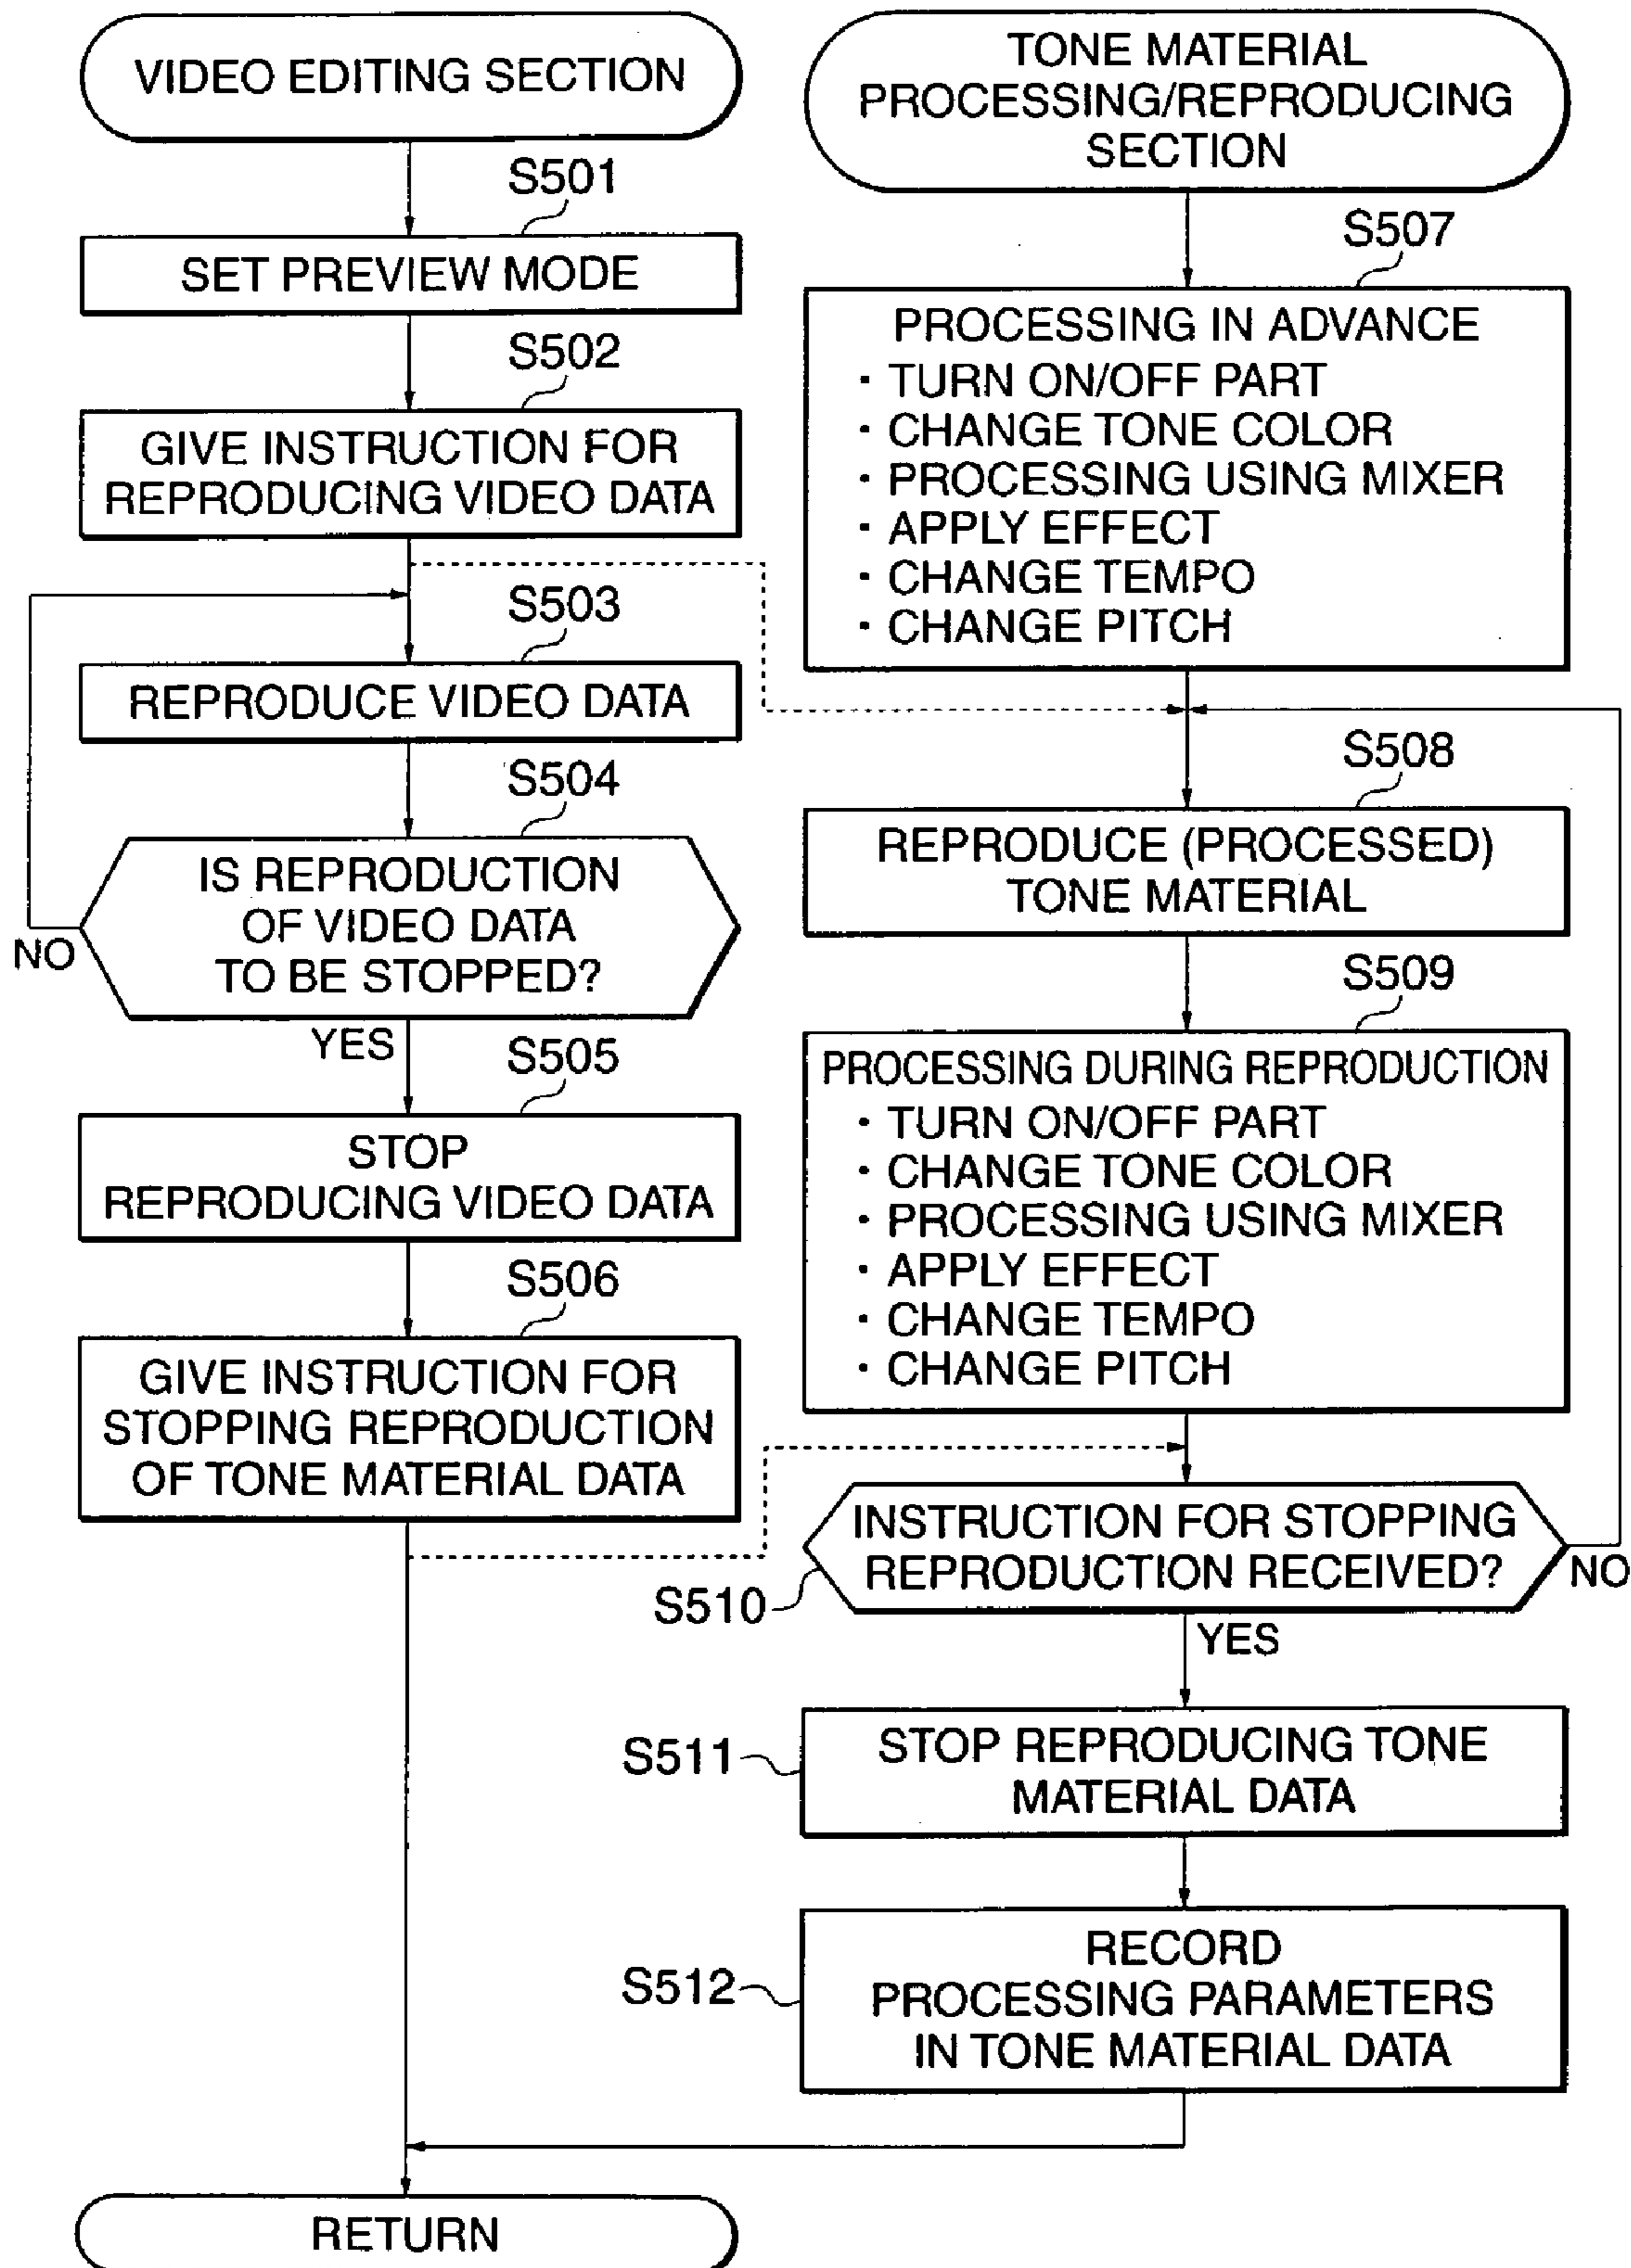 VIDEO EDITING SECTION
S501
SET PREVIEW MODE
S502
GIVE INSTRUCTION FOR
REPRODUCING VIDEO DATA
S503
REPRODUCE VIDEO DATA
S504
IS REPRODUCTION
OF VIDEO DATA
TO BE STOPPED?
NO
YES
S505
STOP
REPRODUCING VIDEO DATA
S506
GIVE INSTRUCTION FOR
STOPPING REPRODUCTION
OF TONE MATERIAL DATA
TONE MATERIAL
PROCESSING/REPRODUCING
SECTION
S507
PROCESSING IN ADVANCE
· TURN ON/OFF PART
· CHANGE TONE COLOR
· PROCESSING USING MIXER
· APPLY EFFECT
· CHANGE TEMPO
· CHANGE PITCH
S508
REPRODUCE (PROCESSED)
TONE MATERIAL
S509
PROCESSING DURING REPRODUCTION
· TURN ON/OFF PART
· CHANGE TONE COLOR
· PROCESSING USING MIXER
· APPLY EFFECT
· CHANGE TEMPO
· CHANGE PITCH
INSTRUCTION FOR STOPPING
REPRODUCTION RECEIVED?
NO
S510
YES
S511
STOP REPRODUCING TONE
MATERIAL DATA
S512
RECORD
PROCESSING PARAMETERS
IN TONE MATERIAL DATA
RETURN